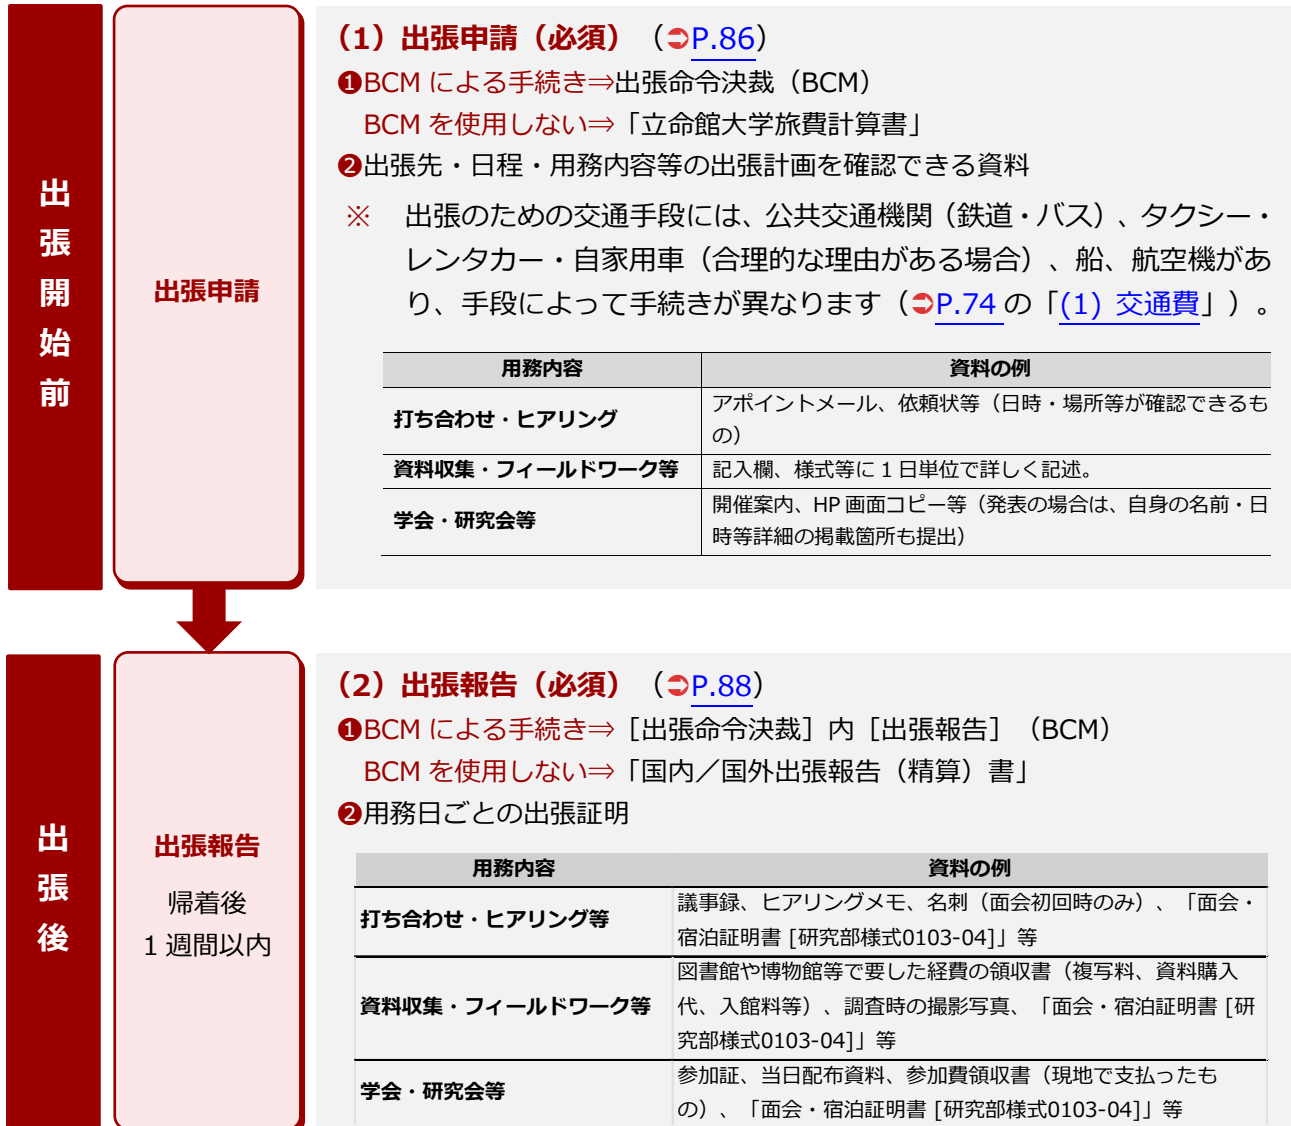 出張開始前
出張申請
（1）出張申請（必須）（➲P.86）
❶BCM による手続き⇒出張命令決裁（BCM）
BCM を使用しない⇒「立命館大学旅費計算書」
❷出張先・日程・用務内容等の出張計画を確認できる資料
※ 出張のための交通手段には、公共交通機関（鉄道・バス）、タクシー・
レンタカー・自家用車（合理的な理由がある場合）、船、航空機があ
り、手段によって手続きが異なります（➲P.74 の「(1) 交通費」）。
用務内容 資料の例
打ち合わせ・ヒアリング アポイントメール、依頼状等（日時・場所等が確認できるも
の）
資料収集・フィールドワーク等 記入欄、様式等に 1 日単位で詳しく記述。
学会・研究会等 開催案内、HP 画面コピー等（発表の場合は、自身の名前・日
時等詳細の掲載箇所も提出）
出張後
出張報告
帰着後
1 週間以内
（2）出張報告（必須）（➲P.88）
❶BCM による手続き⇒［出張命令決裁］内［出張報告］（BCM）
BCM を使用しない⇒「国内／国外出張報告（精算）書」
❷用務日ごとの出張証明
用務内容 資料の例
打ち合わせ・ヒアリング等 議事録、ヒアリングメモ、名刺（面会初回時のみ）、「面会・
宿泊証明書 [研究部様式0103-04]」等
資料収集・フィールドワーク等 図書館や博物館等で要した経費の領収書（複写料、資料購入
代、入館料等）、調査時の撮影写真、「面会・宿泊証明書 [研
究部様式0103-04]」等
学会・研究会等 参加証、当日配布資料、参加費領収書（現地で支払ったも
の）、「面会・宿泊証明書 [研究部様式0103-04]」等